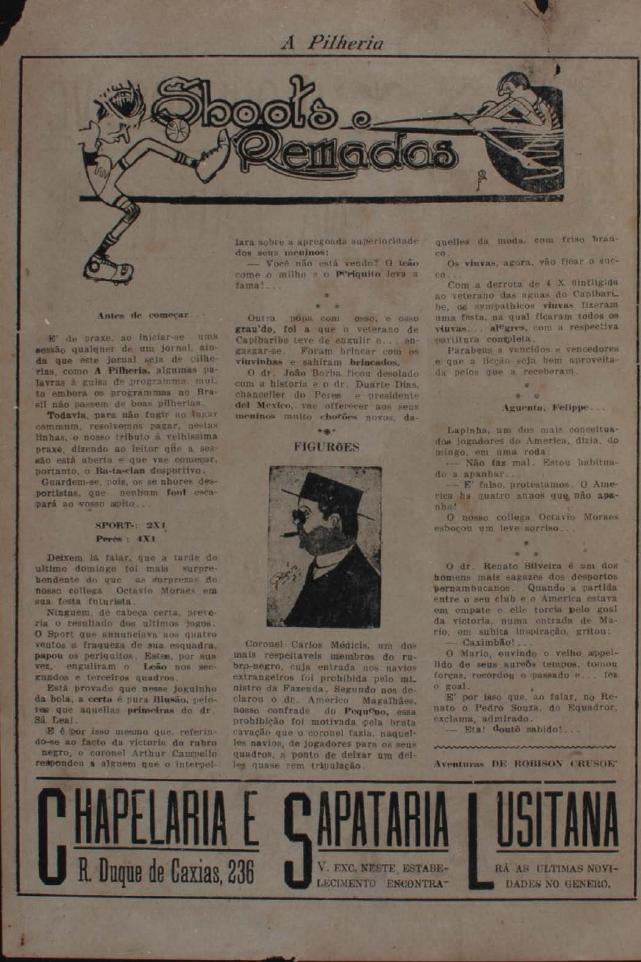 A Pilheria
Shoots e
Remadas
Antes de começar
E' de praxe, ao iniciar-se uma
sessão qualquer de um jornal, ain-
da que este jornal seja de pilhe-
rias, como A Pilheria, algumas pa-
lavras á guisa de programma, mui-
to embora os programmas no Bra-
sil não passem de boas pilherias.
Todavia, para não fugir ao lugar
commum, resolvemos pagar, nestas
linhas, o nosso tributo á velhissima
praxe, dizendo ao leitor que a ses-
são está aberta e que vae começar,
portanto, o Ba-ta-clan desportivo.
Guardem-se, pois, os senhores des-
portistas, que nenhum foul esca-
pará ao vosso apito...
SPORT-: 2X1
Peres : 4X1
Deixem lá falar, que a tarde do
ultimo domingo foi mais surpre-
hendente do que as surprezas do
nosso collega Octavio Moraes em
sua festa futurista.
Ninguem, de cabeça certa, preve-
ria o resultado dos ultimos jogos.
O Sport que annunciava aos quatro
ventos a fraqueza de sua esquadra,
papou os periquitos. Estes, por sua
vez, enguliram o Leão nos se-
gundos e terceiros quadros.
Está provado que nesse joguinho
da bola, a certo é pura illusão, peio-
res que aquellas primeiras do dr.
Sá Leal.
E é por isso mesmo que, referin-
do-se ao facto da victoria do rubro
negro, o coronel Arthur Campello
respondeu a alguem que o interpel-
lara sobre a apregoada superioridade
dos seus meninos:
— Você não está vendo? O leão
come o milho e o Periquito leva a
fama!...
* * *
Outra pôpa com osso, e osso
graúdo, foi a que o veterano de
Capibaribe teve de engulir e... en-
gasgar-se. Foram brincar com os
viuvinhas e sahiram brincados.
O dr. João Borba ficou desolado
com a historia e o dr. Duarte Dias,
chanceller do Peres e presidente
del Mexico, vae offerecer aos seus
meninos muito chorões novos, da-
***
FIGURÕES
Coronel Carlos Médicis, um dos
mais respeitaveis membros do ru-
bro-negro, cuja entrada nos navios
extrangeiros foi prohibida pelo mi-
nistro da Fazenda. Segundo nos de-
clarou o dr. Americo Magalhães,
nosso confrade do Pequeno, essa
prohibição foi motivada pela bruta
cavação que o coronel fazia, naquel-
les navios, de jogadores para os seus
quadros, a ponto de deixar um del-
les quase sem tripulação.
quelles da moda, com friso bran-
co.
Os viuvas, agora, vão ficar o suc-
co...
Com a derrota de 4 X 0 infligida
ao veterano das aguas do Capibari-
be, os sympathicos viuvas fizeram
uma festa, na qual ficaram todos os
viuvas... alegres, com a respectiva
partitura completa.
Parabens a vencidos e vencedores
e que a licção seja bem aproveita-
da pelos que a receberam.
* * *
Aguenta, Felippe...
Lapinha, um dos mais conceitua-
dos jogadores do America, dizia, do-
mingo, em uma roda:
— Não faz mal. Estou habitua-
do a apanhar...
— E' falso, protestamos. O Ame-
rica ha quatro annos que não apa-
nha!
O nosso collega Octavio Moraes
esboçou um leve sorriso...
* * *
O dr. Renato Silveira é um dos
homens mais sagazes dos desportos
pernambucanos. Quando a partida
entre o seu club e o America estava
em empate e elle torcia pelo goal
da victoria, numa entrada de Ma-
rio, em subita inspiração, gritou:
— Caximbão!...
O Mario, ouvindo o velho appel-
lido de seus aureos tempos, tomou
forças, recordou o passado e... fez
o goal.
E' por isso que, ao falar, no Re-
nato o Pedro Souza, do Equador,
exclama, admirado.
— Eta! douto sabido!...
Aventuras DE ROBISON CRUSOE'
CHAPELARIA E SAPATARIA LUSITANA
R. Duque de Caxias, 236
V. EXC. NESTE ESTABE-
LECIMENTO ENCONTRA-
RÁ AS ULTIMAS NOVI-
DADES NO GENERO.